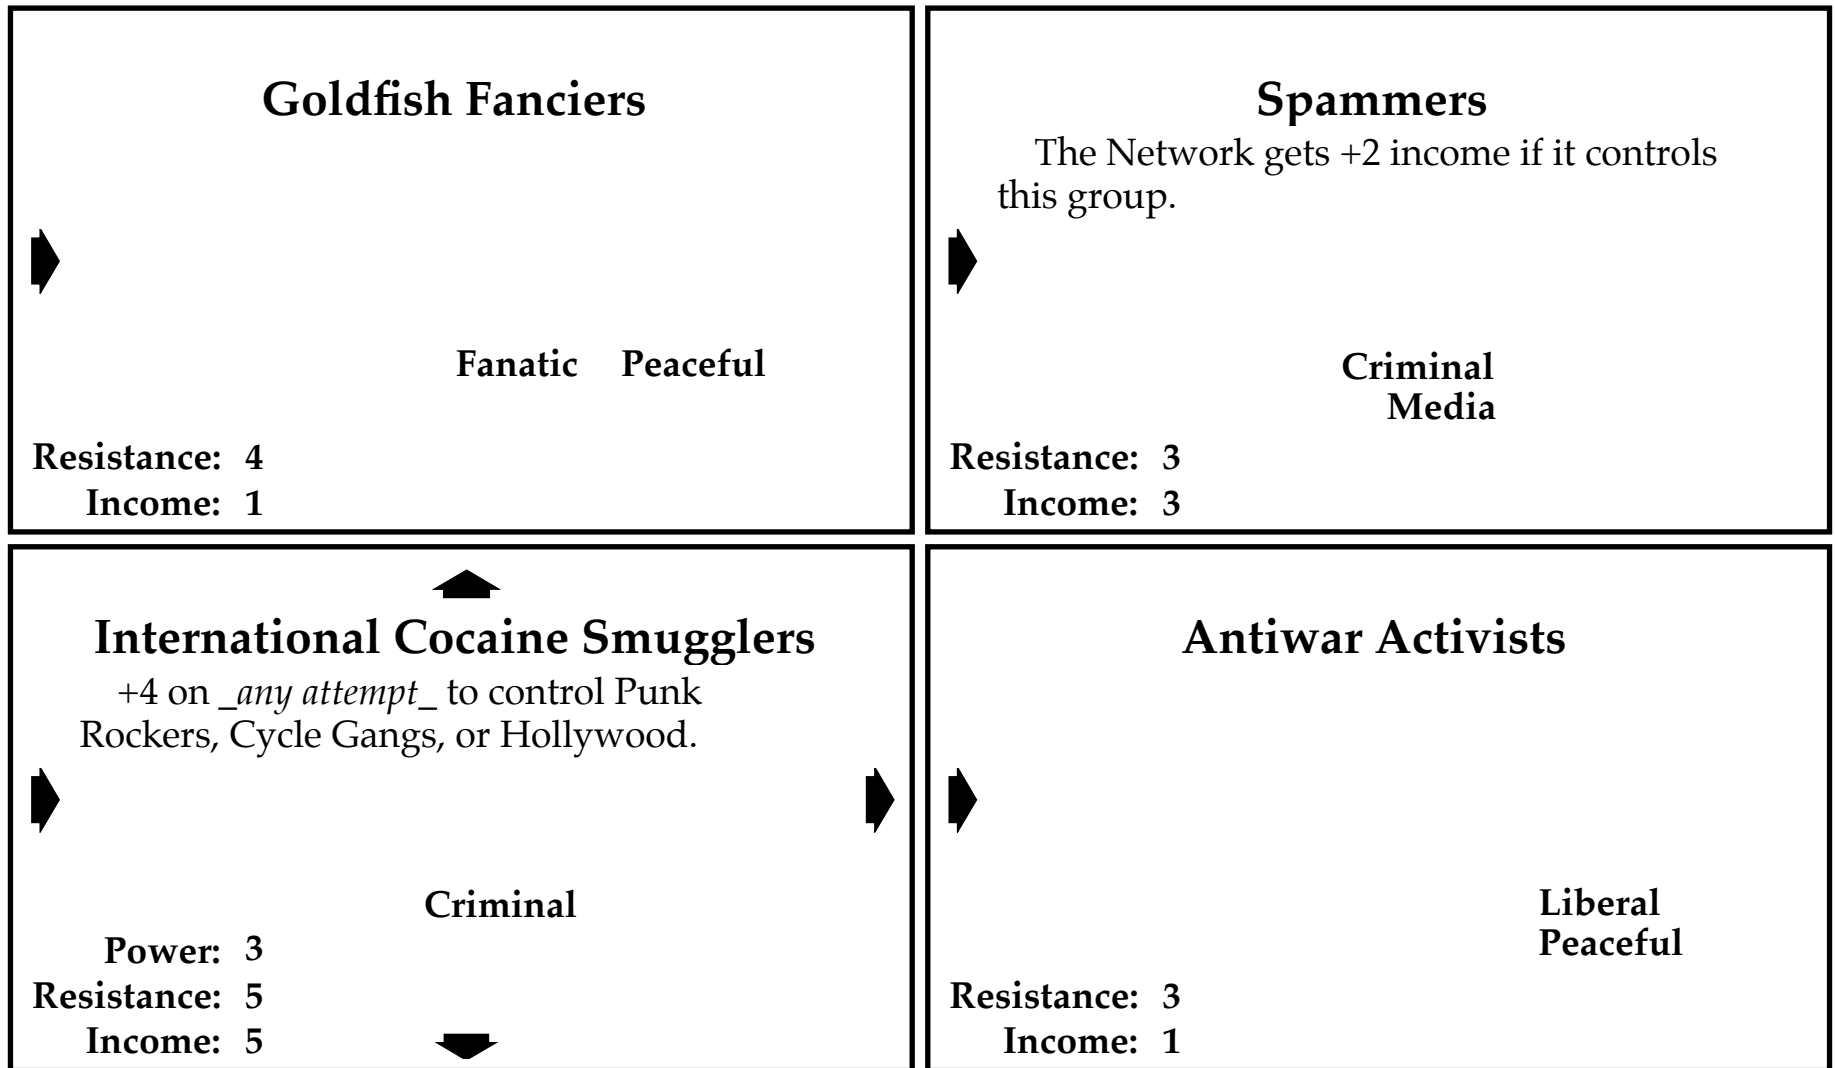 Goldfish Fanciers
Fanatic Peaceful
Resistance: 4
Income: 1
Spammers
The Network gets +2 income if it controls
this group.
Criminal
Media
Resistance: 3
Income: 3
International Cocaine Smugglers
+4 on _any attempt_ to control Punk
Rockers, Cycle Gangs, or Hollywood.
Criminal
Power: 3
Resistance: 5
Income: 5
Antiwar Activists
Liberal
Peaceful
Resistance: 3
Income: 1